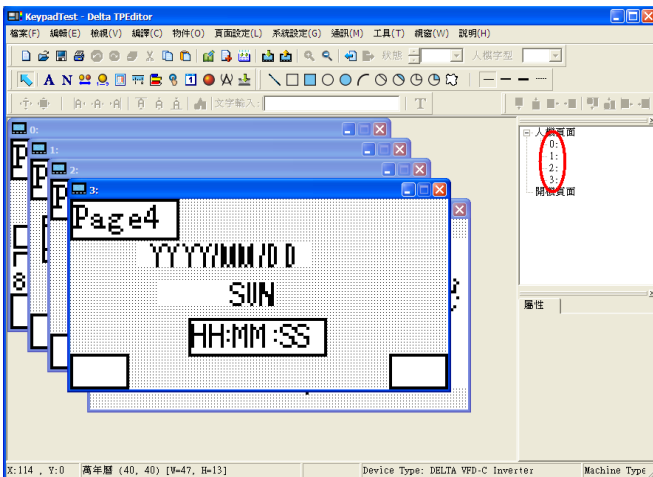 KeypadTest - Delta TPEditor
檔案(F) 編輯(E) 檢視(V) 編譯(C) 物件(O) 頁面設定(L) 系統設定(G) 通訊(M) 工具(T) 視窗(W) 說明(H)
狀態 人機字型
A N
文字輸入: T
0:
1:
2:
3:
Page4
YYYY/MM/DD
SUN
HH:MM:SS
人機頁面
0:
1:
2:
3:
開機頁面
屬性
X:114 , Y:0 萬年曆 (40, 40) [W=47, H=13] Device Type: DELTA VFD-C Inverter Machine Type